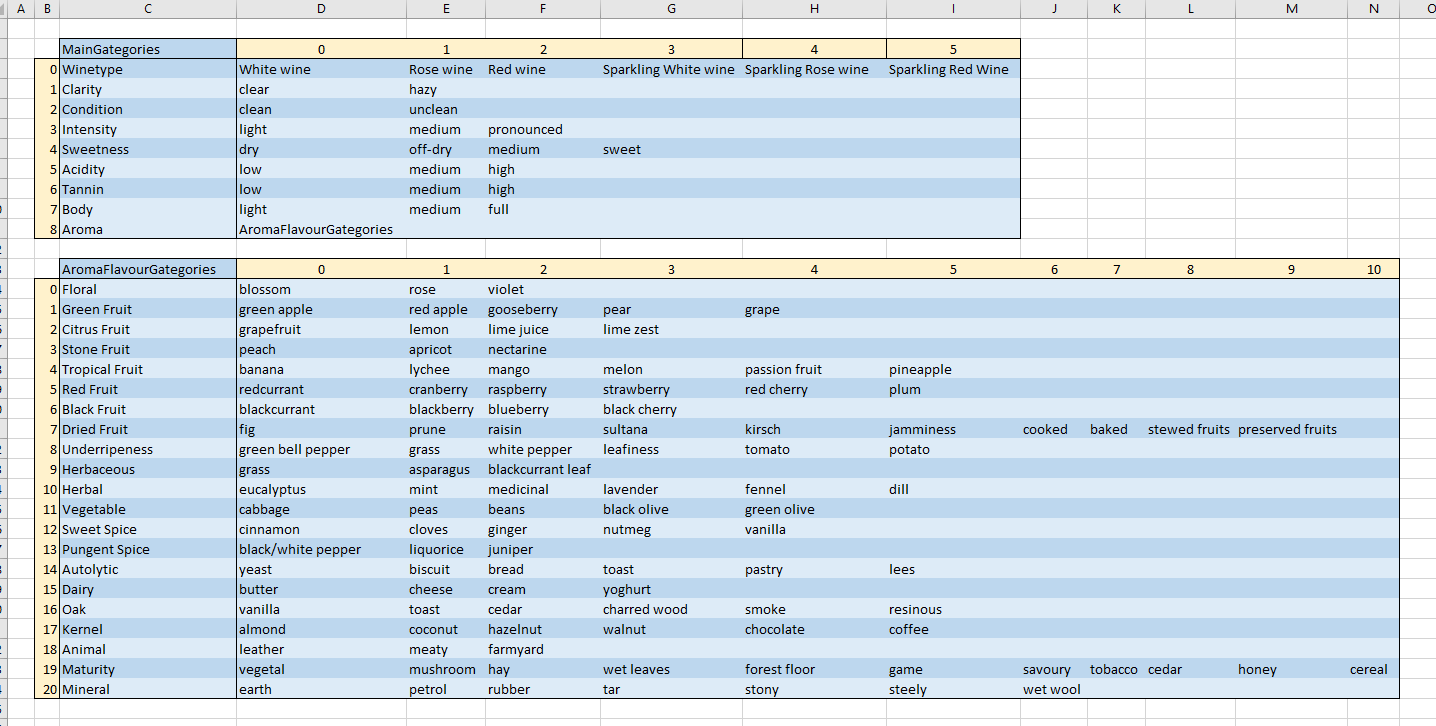 A B C D E F G H I J K L M N O
MainGategories 0 1 2 3 4 5
0 Winetype White wine Rose wine Red wine Sparkling White wine Sparkling Rose wine Sparkling Red Wine
1 Clarity clear hazy
2 Condition clean unclean
3 Intensity light medium pronounced
4 Sweetness dry off-dry medium sweet
5 Acidity low medium high
6 Tannin low medium high
7 Body light medium full
8 Aroma AromaFlavourGategories
AromaFlavourGategories 0 1 2 3 4 5 6 7 8 9 10
0 Floral blossom rose violet
1 Green Fruit green apple red apple gooseberry pear grape
2 Citrus Fruit grapefruit lemon lime juice lime zest
3 Stone Fruit peach apricot nectarine
4 Tropical Fruit banana lychee mango melon passion fruit pineapple
5 Red Fruit redcurrant cranberry raspberry strawberry red cherry plum
6 Black Fruit blackcurrant blackberry blueberry black cherry
7 Dried Fruit fig prune raisin sultana kirsch jamminess cooked baked stewed fruits preserved fruits
8 Underripeness green bell pepper grass white pepper leafiness tomato potato
9 Herbaceous grass asparagus blackcurrant leaf
10 Herbal eucalyptus mint medicinal lavender fennel dill
11 Vegetable cabbage peas beans black olive green olive
12 Sweet Spice cinnamon cloves ginger nutmeg vanilla
13 Pungent Spice black/white pepper liquorice juniper
14 Autolytic yeast biscuit bread toast pastry lees
15 Dairy butter cheese cream yoghurt
16 Oak vanilla toast cedar charred wood smoke resinous
17 Kernel almond coconut hazelnut walnut chocolate coffee
18 Animal leather meaty farmyard
19 Maturity vegetal mushroom hay wet leaves forest floor game savoury tobacco cedar honey cereal
20 Mineral earth petrol rubber tar stony steely wet wool